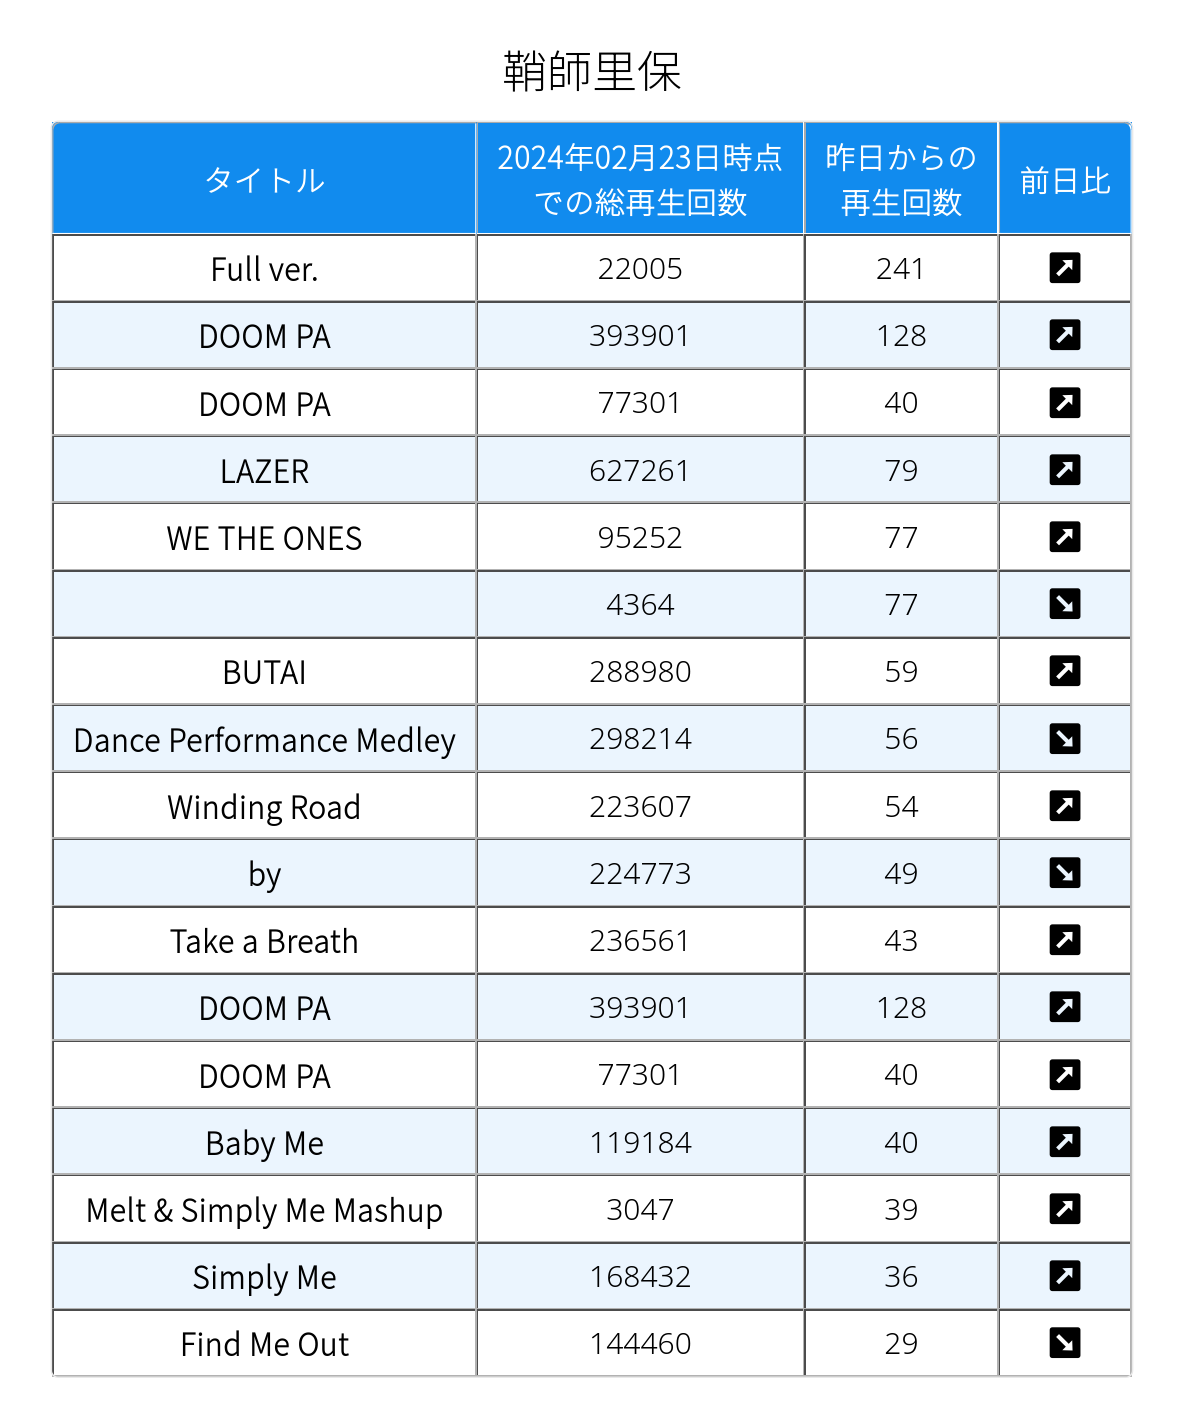 鞘師里保
タイトル
2024年02月23日時点
での総再生回数
昨日からの
再生回数
前日比
Full ver. 22005 241 ↗
DOOM PA 393901 128 ↗
DOOM PA 77301 40 ↗
LAZER 627261 79 ↗
WE THE ONES 95252 77 ↗
4364 77 ↘
BUTAI 288980 59 ↗
Dance Performance Medley 298214 56 ↘
Winding Road 223607 54 ↗
by 224773 49 ↘
Take a Breath 236561 43 ↗
DOOM PA 393901 128 ↗
DOOM PA 77301 40 ↗
Baby Me 119184 40 ↗
Melt & Simply Me Mashup 3047 39 ↗
Simply Me 168432 36 ↗
Find Me Out 144460 29 ↘